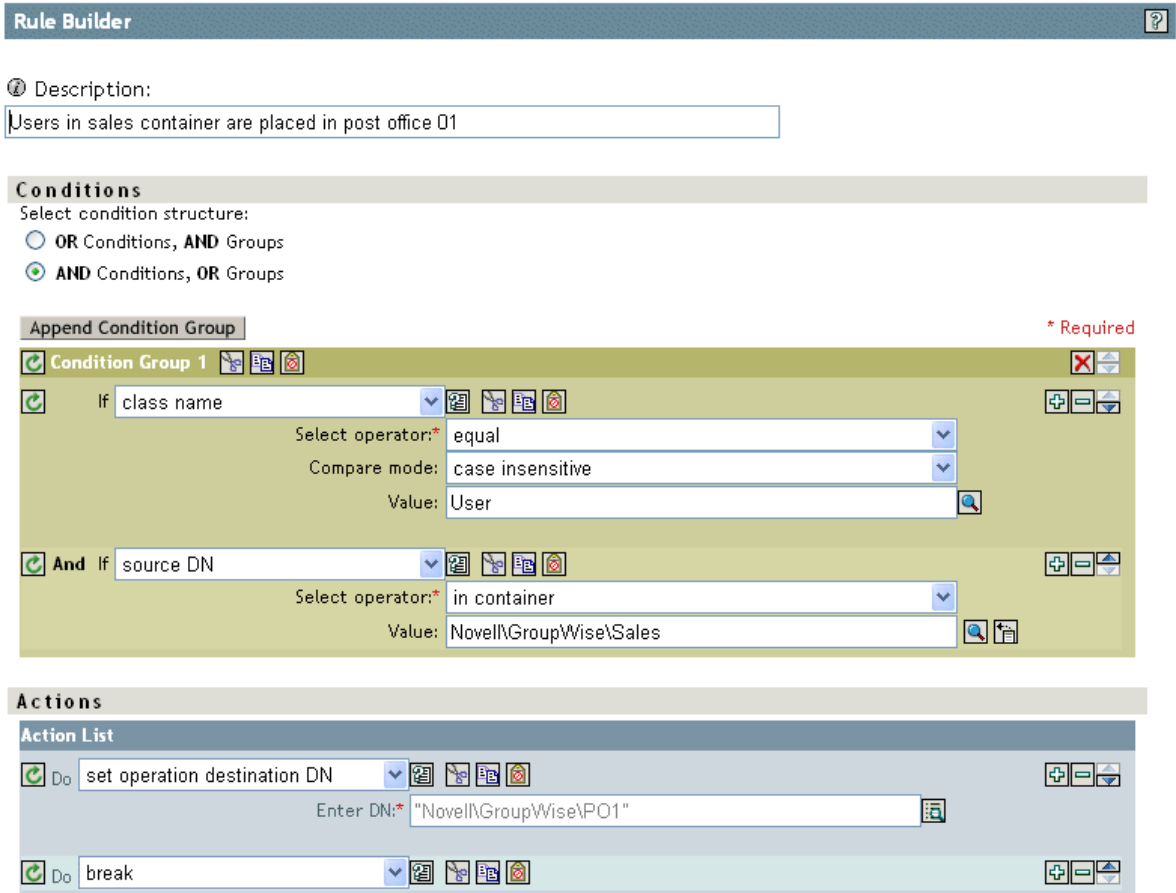 Rule Builder
Description:
Users in sales container are placed in post office 01
Conditions
Select condition structure:
OR Conditions, AND Groups
AND Conditions, OR Groups
Append Condition Group
* Required
Condition Group 1
If class name
Select operator:* equal
Compare mode: case insensitive
Value: User
And If source DN
Select operator:* in container
Value: Novell\GroupWise\Sales
Actions
Action List
Do set operation destination DN
Enter DN:* "Novell\GroupWise\PO1"
Do break